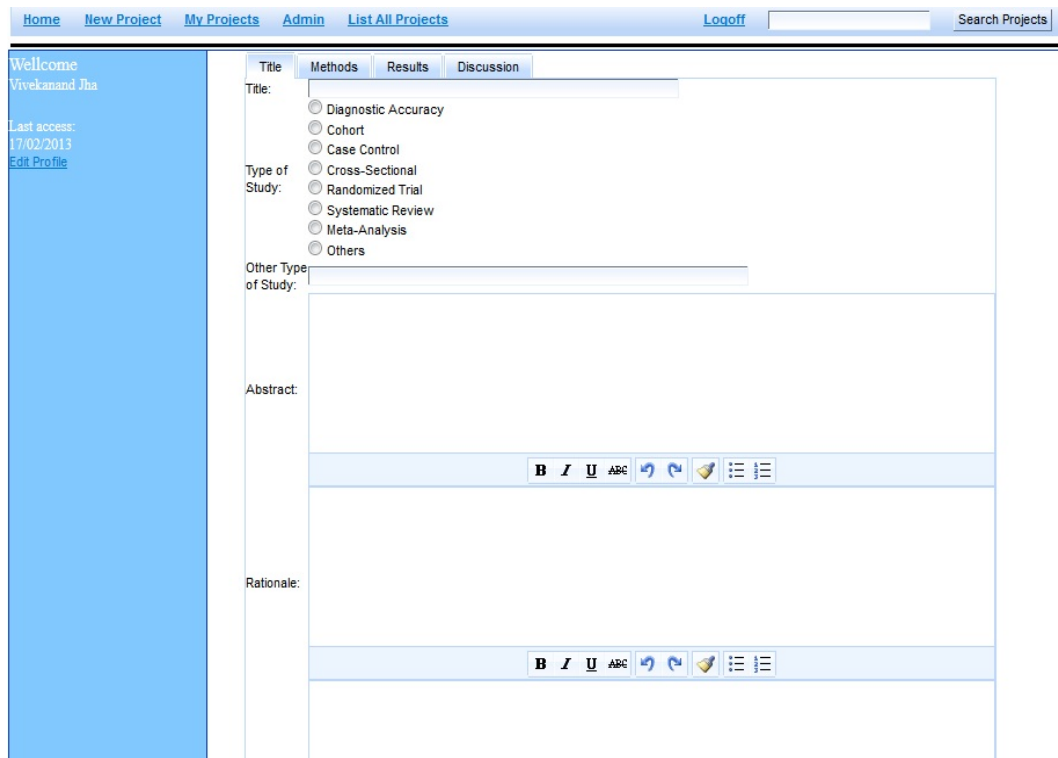 Home New Project My Projects Admin List All Projects Logoff Search Projects
Wellcome
Vivekanand Jha
Last access:
17/02/2013
Edit Profile
Title Methods Results Discussion
Title:
Type of
Study:
Diagnostic Accuracy
Cohort
Case Control
Cross-Sectional
Randomized Trial
Systematic Review
Meta-Analysis
Others
Other Type
of Study:
Abstract:
B I U ABC
Rationale:
B I U ABC